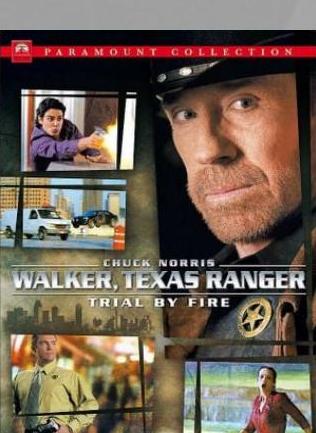 PARAMOUNT COLLECTION
CHUCK NORRIS
WALKER, TEXAS RANGER
TRIAL BY FIRE